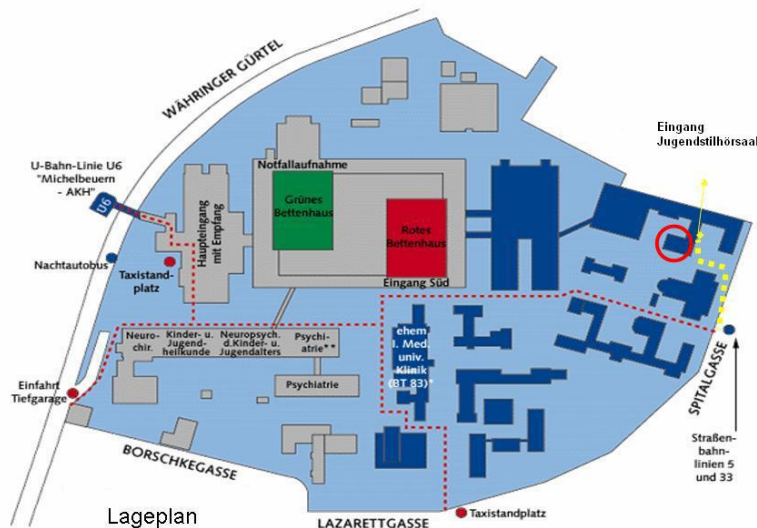 WÄHRINGER GÜRTEL
Eingang
Jugendstilhörsaal
U-Bahn-Linie U6
"Michelbeuern
- AKH"
U6
Notfallaufnahme
Grünes
Bettenhaus
Rotes
Bettenhaus
Haupteingang
mit Empfang
Nachtautobus
Taxistand-
platz
Eingang Süd
Neuro-
chir.
Kinder- u.
Jugend-
heilkunde
Neuropsych.
d.Kinder- u.
Jugendalters
Psychi-
atrie**
ehem
I. Med.
univ.
Klinik
(BT 83)*
Psychiatrie
Einfahrt
Tiefgarage
SPITALGASSE
Straßen-
bahn-
linien 5
und 33
BORSCHKEGASSE
Lageplan
LAZARETTGASSE
Taxistandplatz